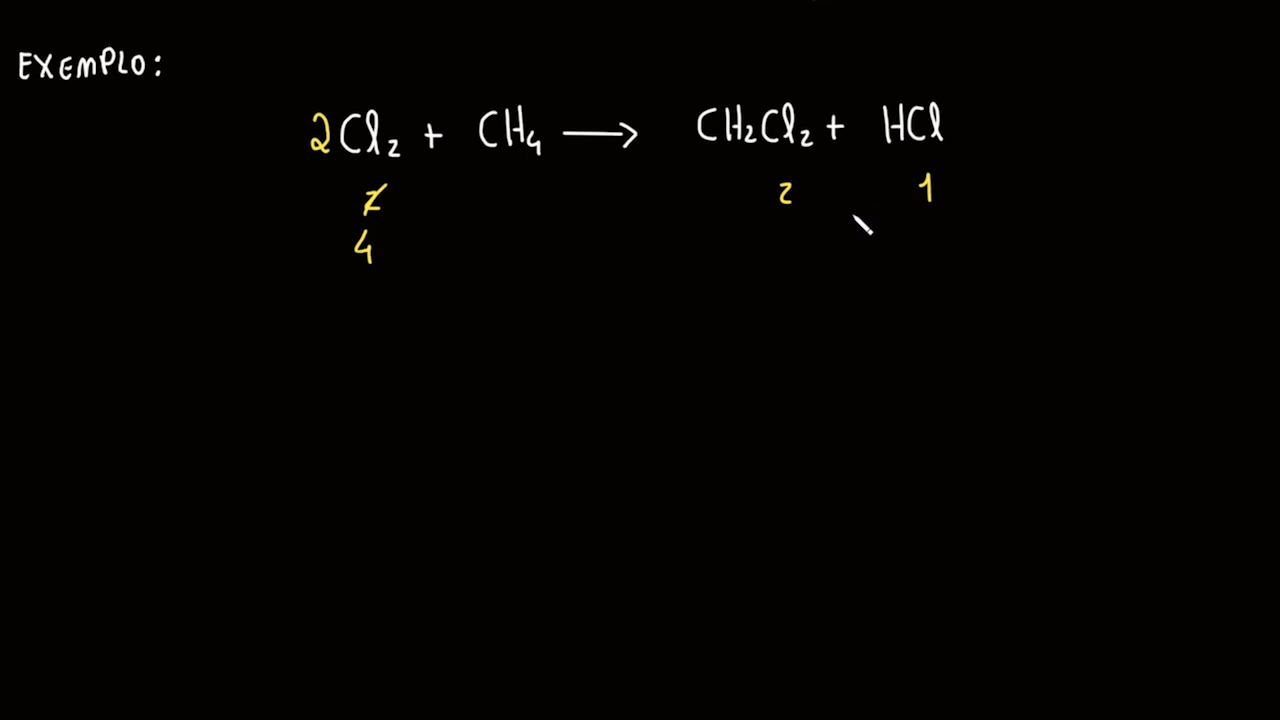 EXEMPLO:
2Cl₂ + CH₄ ⟶ CH₂Cl₂ + HCl
2 2 1
4